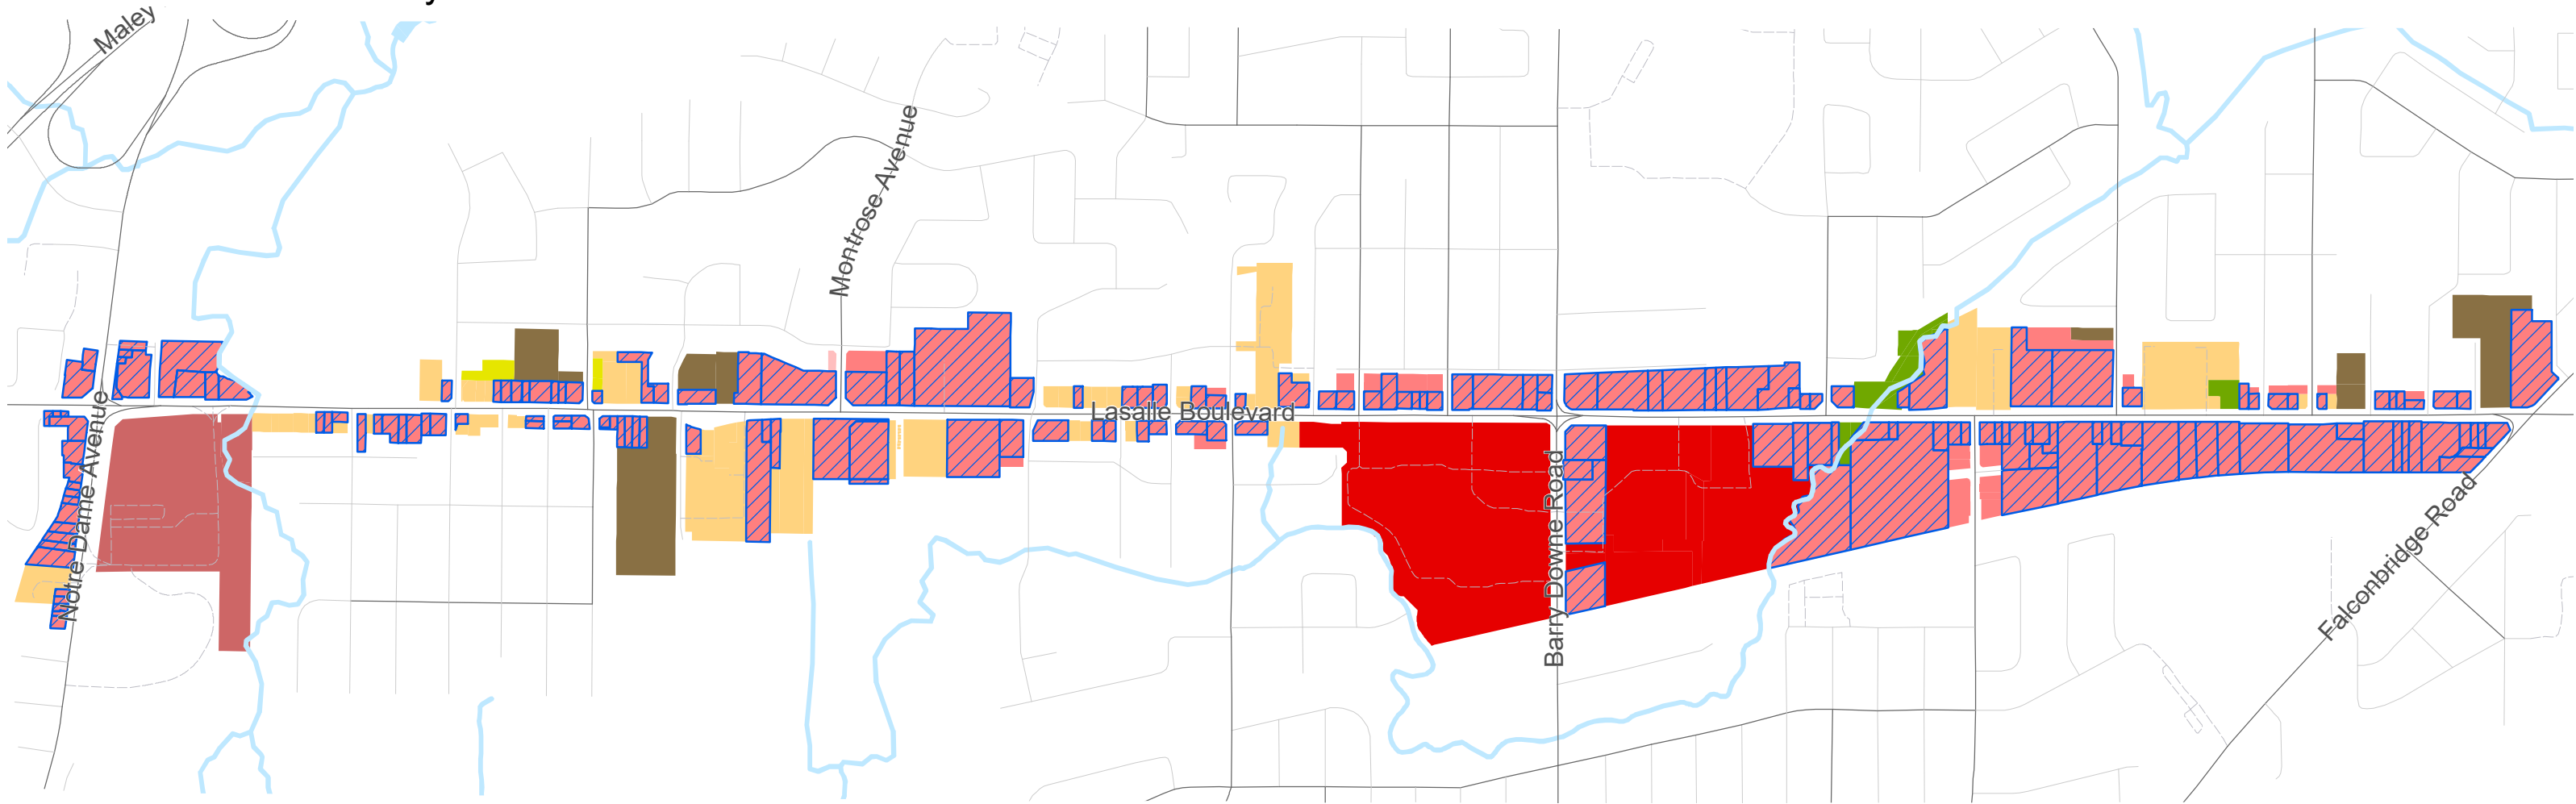 Maley
Montrose Avenue
Lasalle Boulevard
Notre Dame Avenue
Barry Downe Road
Falconbridge Road